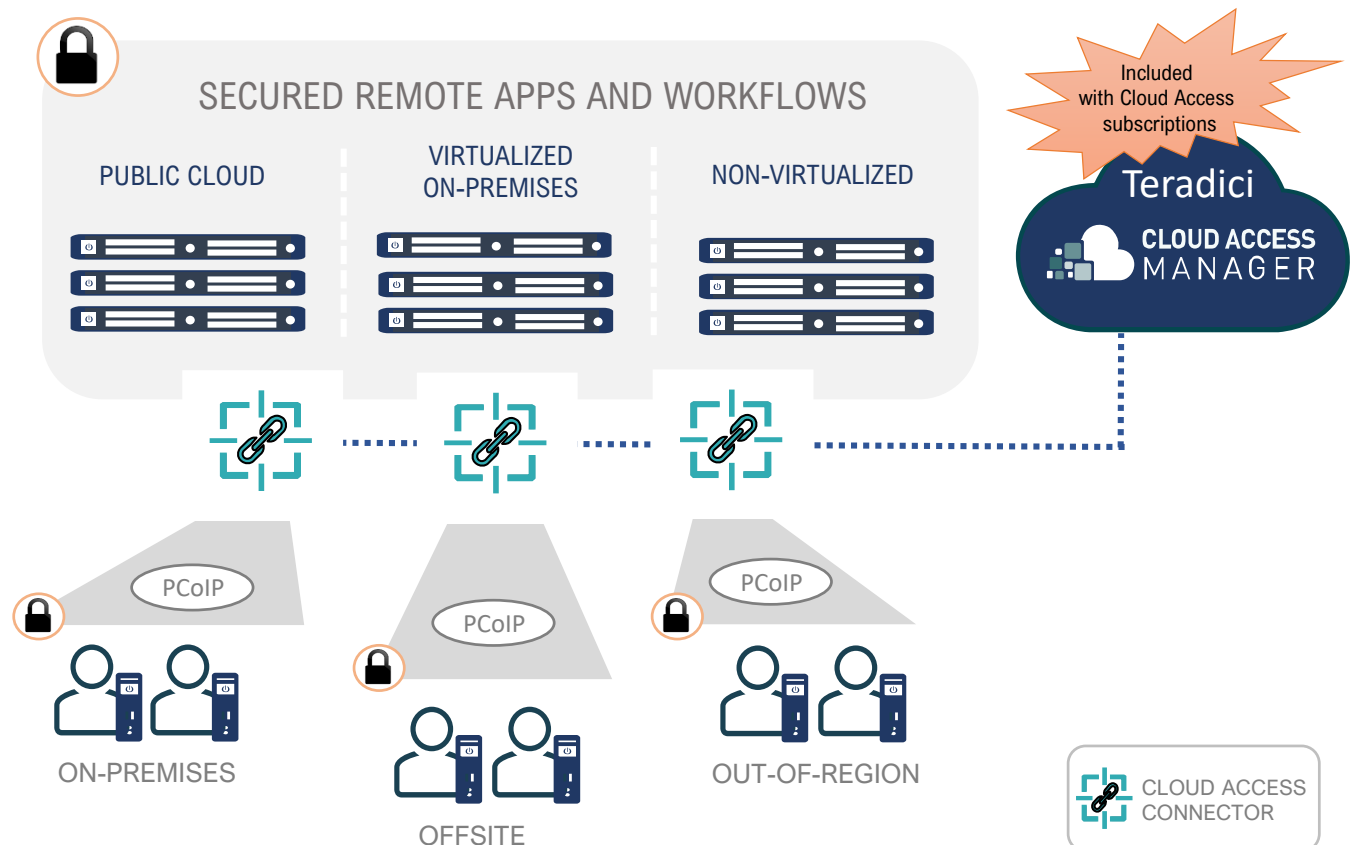 SECURED REMOTE APPS AND WORKFLOWS
PUBLIC CLOUD
VIRTUALIZED
ON-PREMISES
NON-VIRTUALIZED
Included
with Cloud Access
subscriptions
Teradici
CLOUD ACCESS
MANAGER
PCoIP
PCoIP
PCoIP
ON-PREMISES
OFFSITE
OUT-OF-REGION
CLOUD ACCESS
CONNECTOR